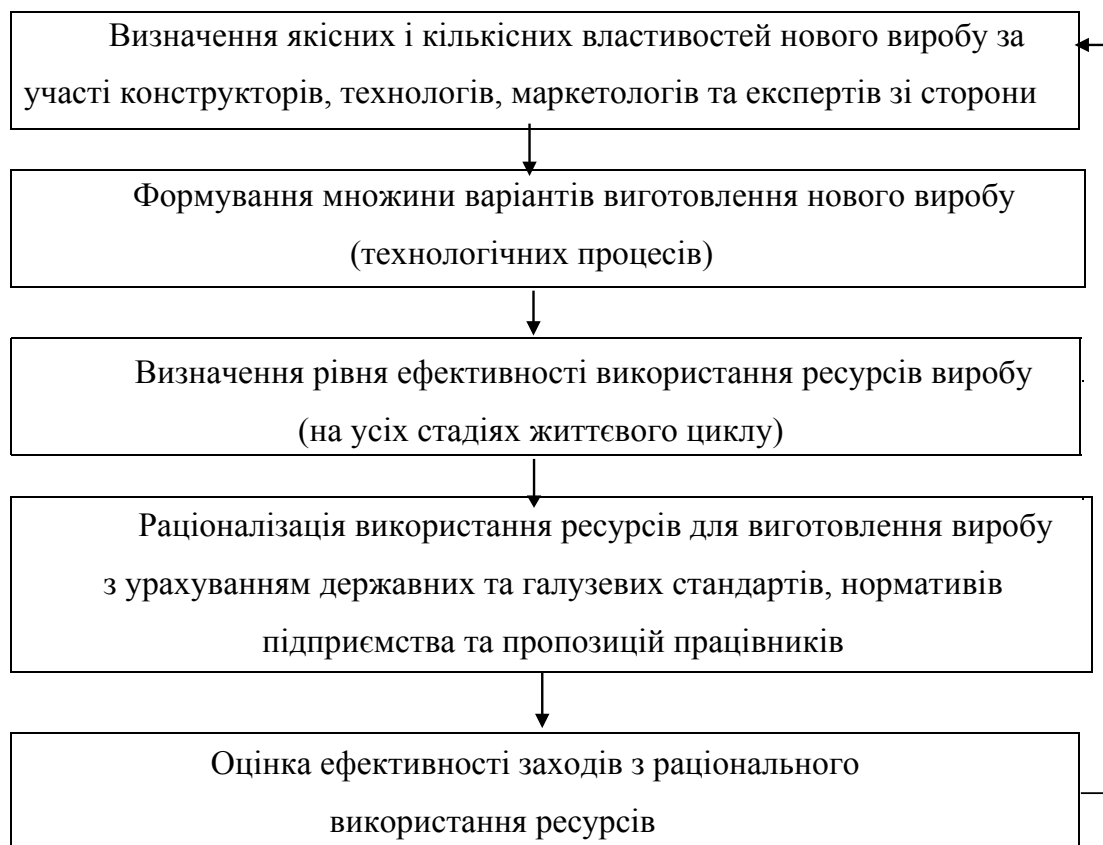 Визначення якісних і кількісних властивостей нового виробу за
участі конструкторів, технологів, маркетологів та експертів зі сторони
Формування множини варіантів виготовлення нового виробу
(технологічних процесів)
Визначення рівня ефективності використання ресурсів виробу
(на усіх стадіях життєвого циклу)
Раціоналізація використання ресурсів для виготовлення виробу
з урахуванням державних та галузевих стандартів, нормативів
підприємства та пропозицій працівників
Оцінка ефективності заходів з раціонального
використання ресурсів